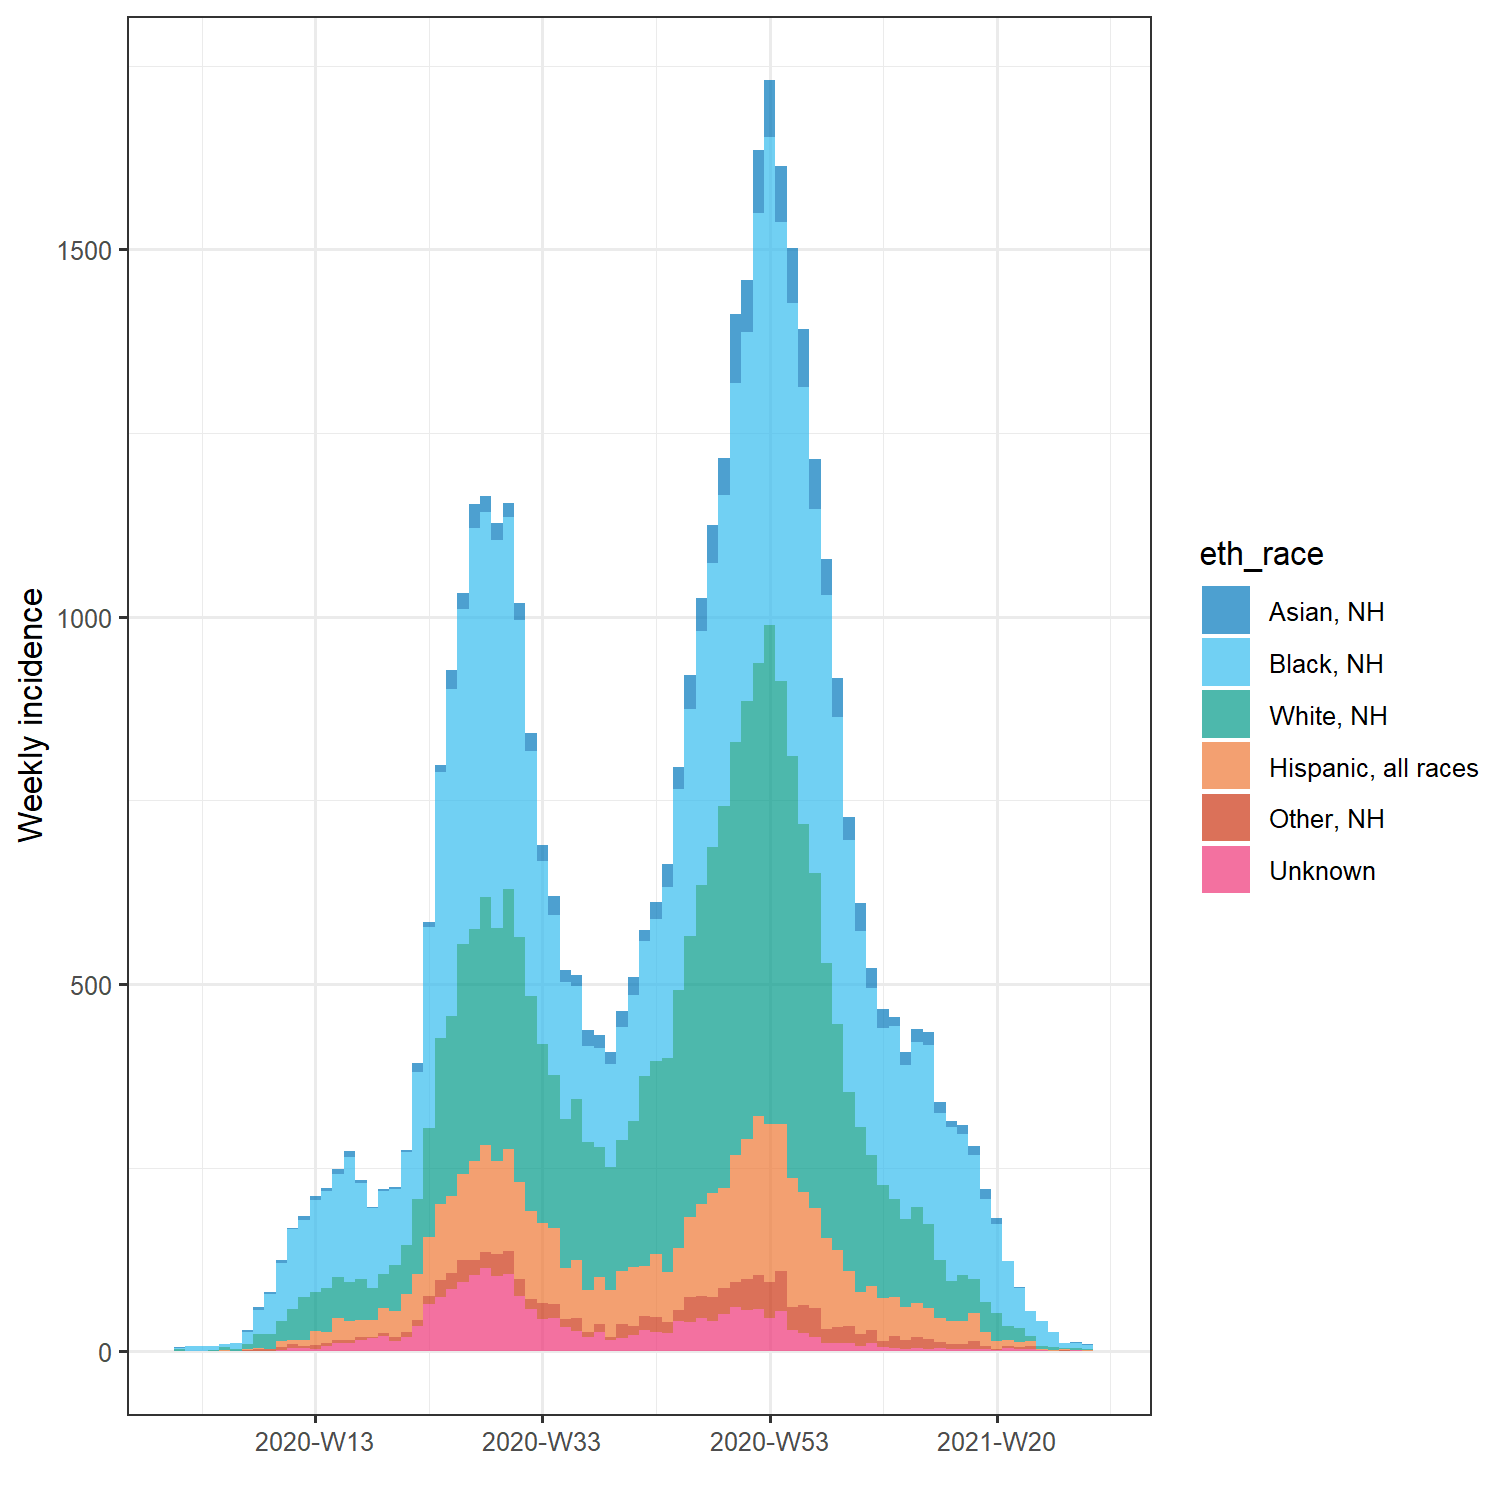 Weekly incidence
1500
1000
500
0
2020-W13
2020-W33
2020-W53
2021-W20
eth_race
Asian, NH
Black, NH
White, NH
Hispanic, all races
Other, NH
Unknown